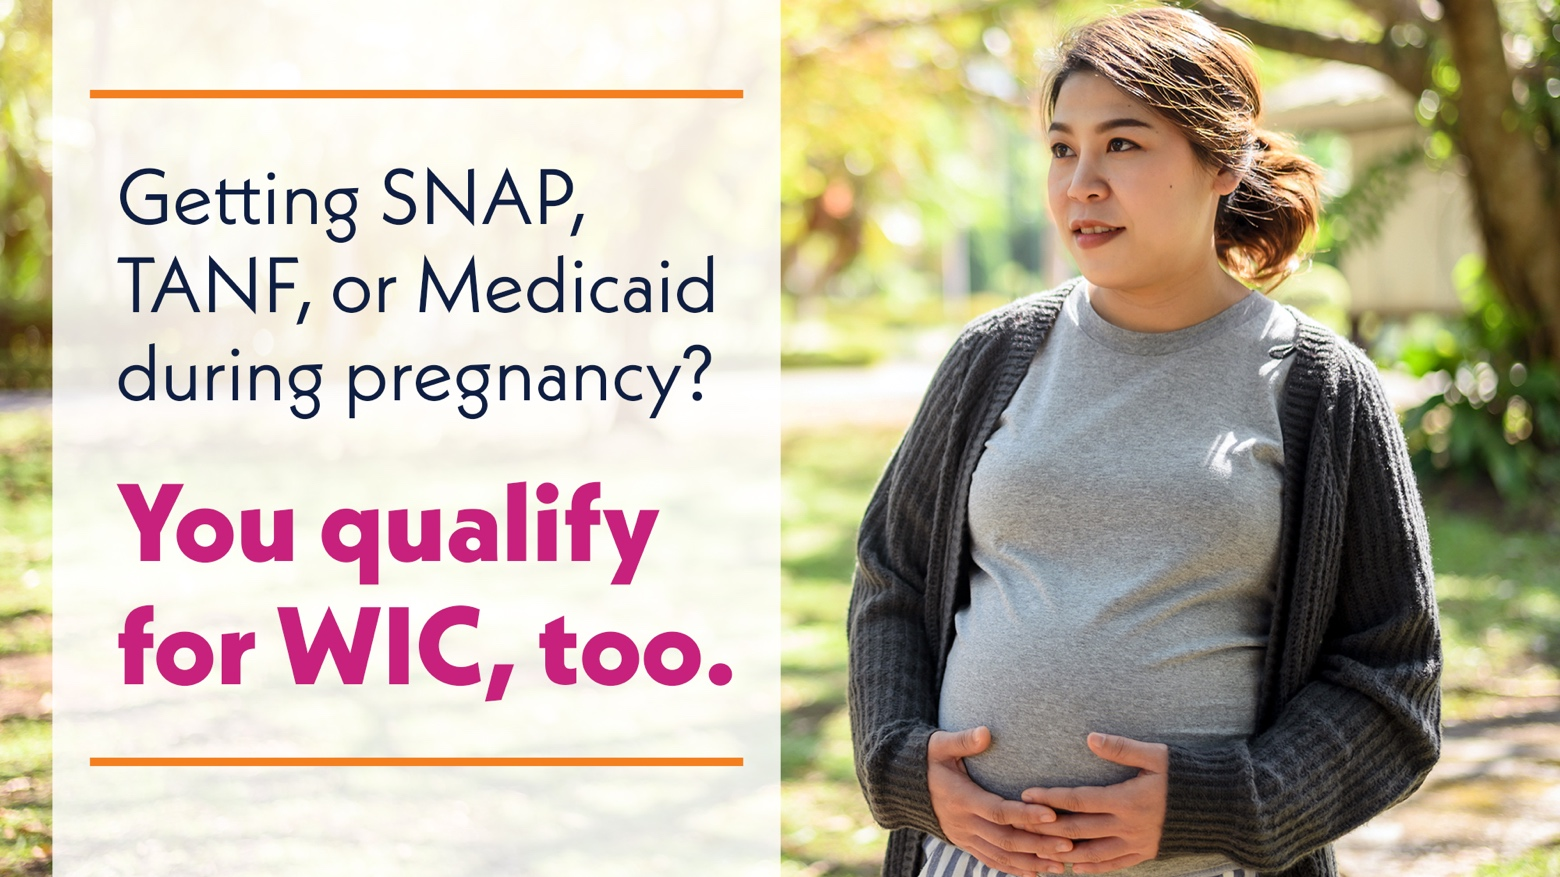 Getting SNAP,
TANF, or Medicaid
during pregnancy?
You qualify
for WIC, too.